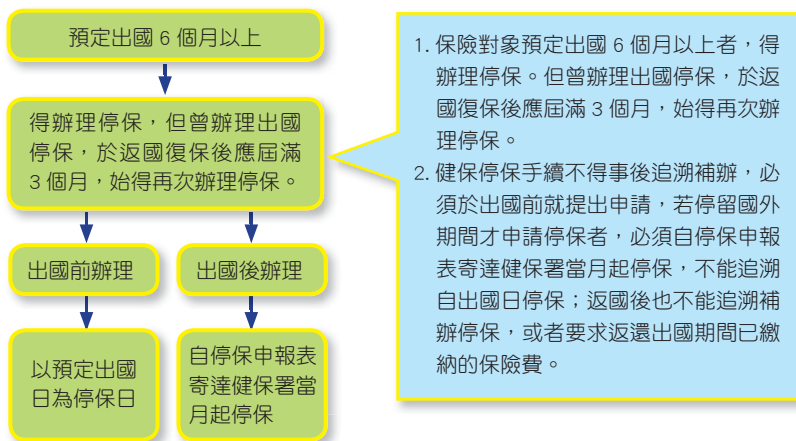 預定出國 6 個月以上
得辦理停保，但曾辦理出國
停保，於返國復保後應屆滿
3 個月，始得再次辦理停保。
出國前辦理
出國後辦理
以預定出國
日為停保日
自停保申報表
寄達健保署當
月起停保
1. 保險對象預定出國 6 個月以上者，得
辦理停保。但曾辦理出國停保，於返
國復保後應屆滿 3 個月，始得再次辦
理停保。
2. 健保停保手續不得事後追溯補辦，必
須於出國前就提出申請，若停留國外
期間才申請停保者，必須自停保申報
表寄達健保署當月起停保，不能追溯
自出國日停保；返國後也不能追溯補
辦停保，或者要求返還出國期間已繳
納的保險費。